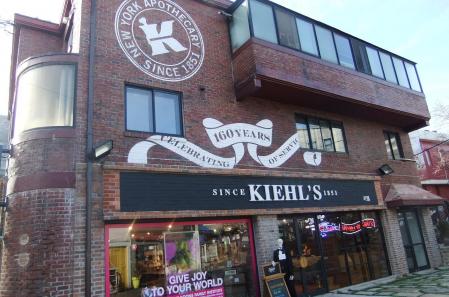 NEW YORK APOTHECARY
K
SINCE 1851
160 YEARS
CELEBRATING OF SERVICE
SINCE KIEHL'S 1851
GIVE JOY
TO YOUR
WORLD